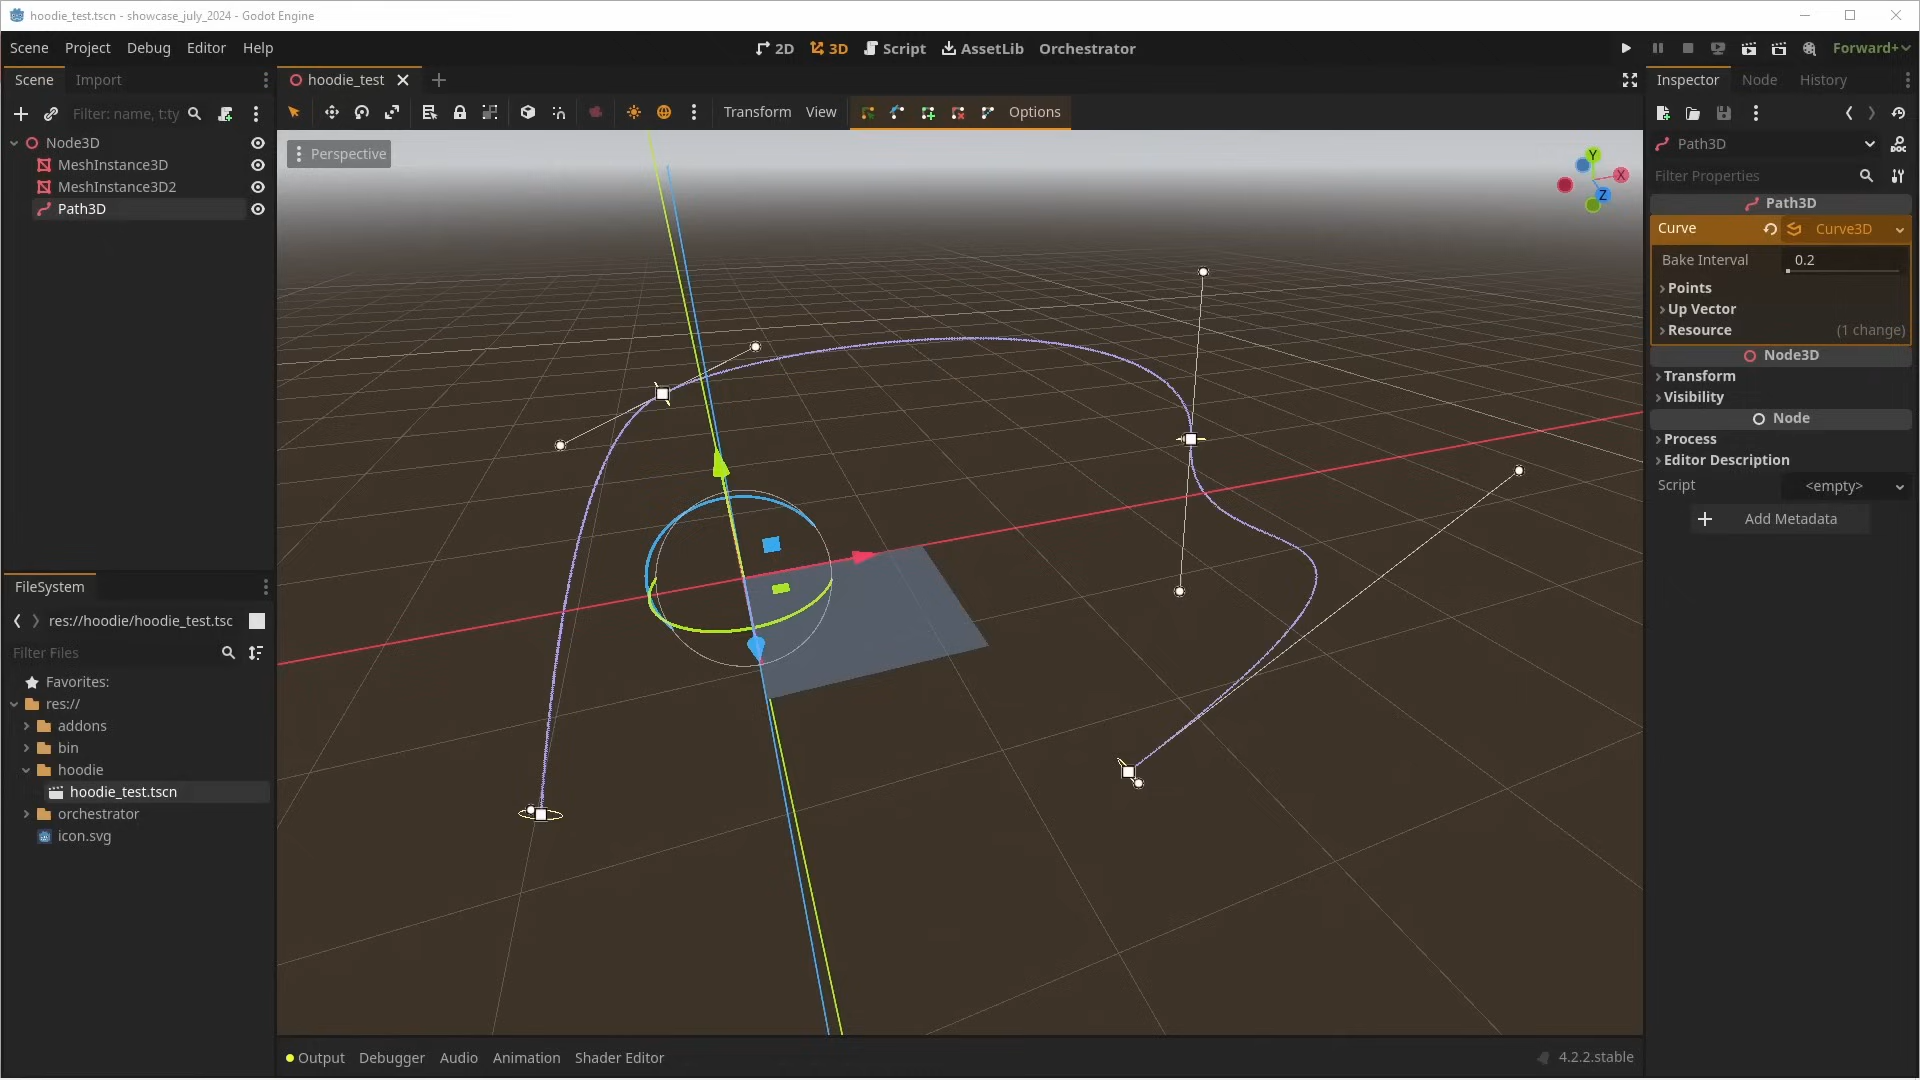 hoodie_test.tscn - showcase_july_2024 - Godot Engine
Scene Project Debug Editor Help
2D 3D Script AssetLib Orchestrator
Forward+
Scene Import
hoodie_test
Inspector Node History
Filter: name, t:ty
Transform View Options
Node3D
MeshInstance3D
MeshInstance3D2
Path3D
Perspective
Y
X
Z
Path3D
Filter Properties
Path3D
Curve Curve3D
Bake Interval 0.2
Points
Up Vector
Resource (1 change)
Node3D
Transform
Visibility
Node
Process
Editor Description
Script <empty>
Add Metadata
FileSystem
res://hoodie/hoodie_test.tsc
Filter Files
Favorites:
res://
addons
bin
hoodie
hoodie_test.tscn
orchestrator
icon.svg
Output Debugger Audio Animation Shader Editor
4.2.2.stable